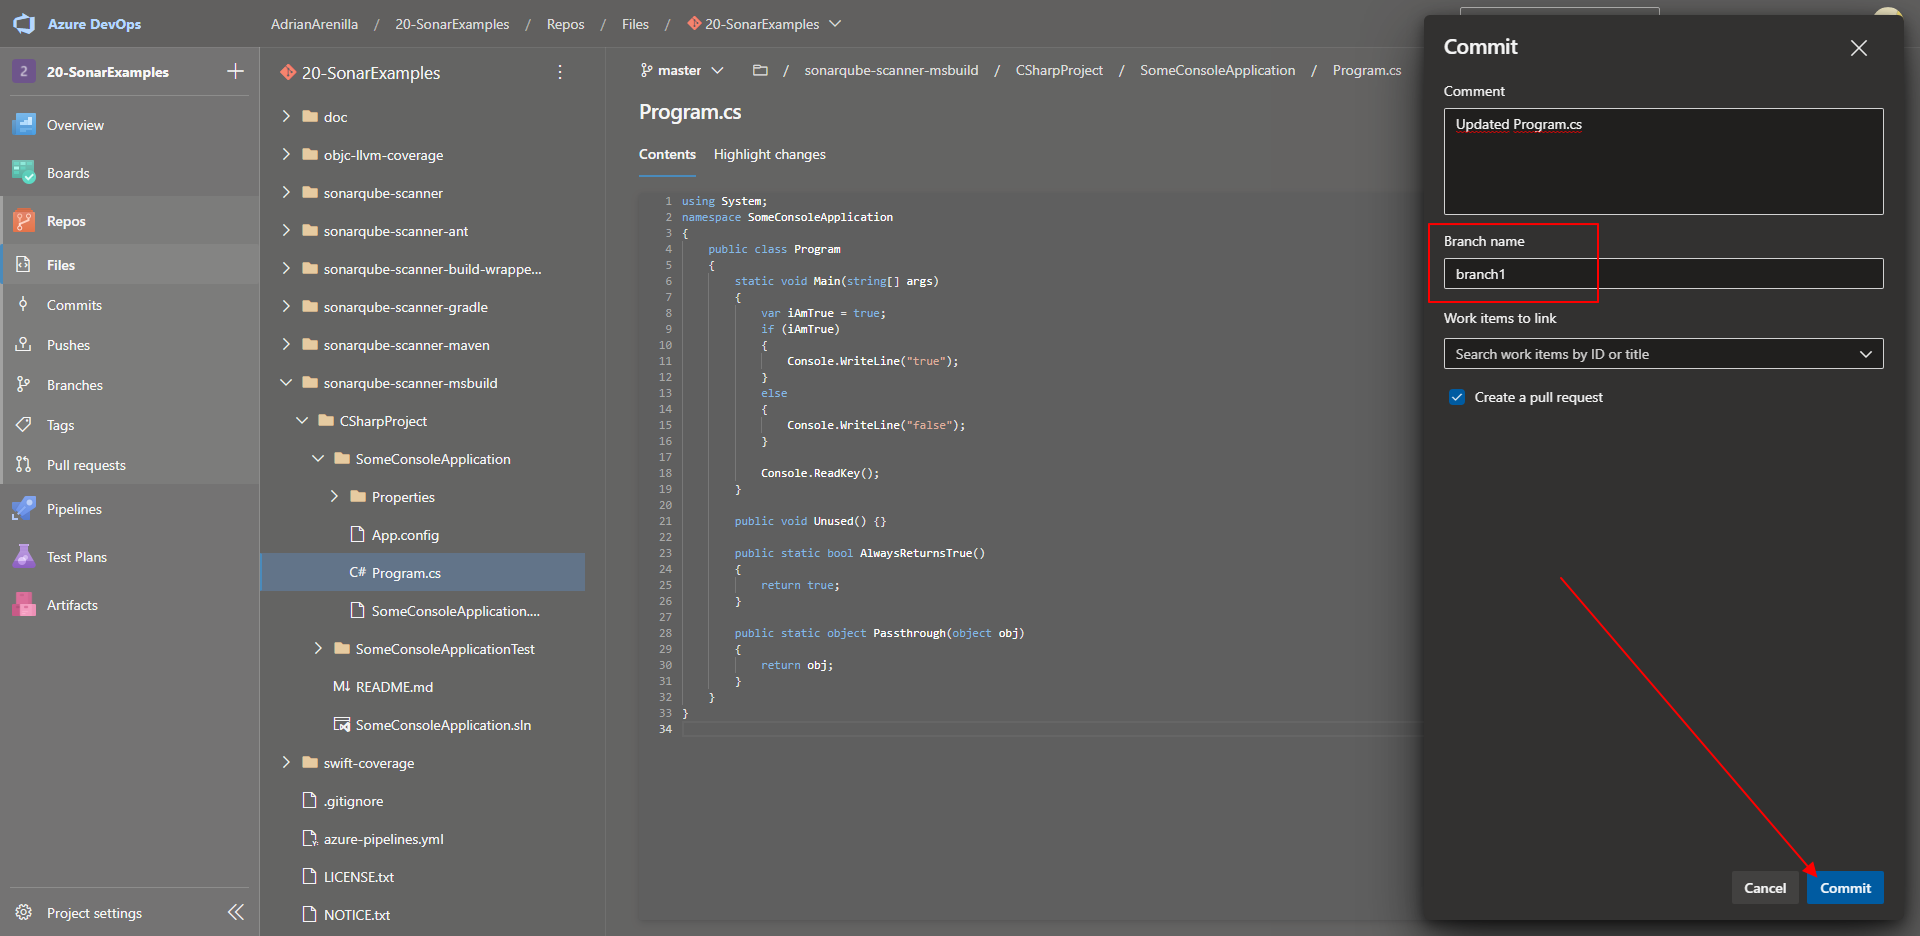 Azure DevOps
AdrianArenilla / 20-SonarExamples / Repos / Files / 20-SonarExamples
2 20-SonarExamples
Overview
Boards
Repos
Files
Commits
Pushes
Branches
Tags
Pull requests
Pipelines
Test Plans
Artifacts
Project settings
20-SonarExamples
doc
objc-llvm-coverage
sonarqube-scanner
sonarqube-scanner-ant
sonarqube-scanner-build-wrappe...
sonarqube-scanner-gradle
sonarqube-scanner-maven
sonarqube-scanner-msbuild
CSharpProject
SomeConsoleApplication
Properties
App.config
C# Program.cs
SomeConsoleApplication....
SomeConsoleApplicationTest
M↓ README.md
SomeConsoleApplication.sln
swift-coverage
.gitignore
azure-pipelines.yml
LICENSE.txt
NOTICE.txt
master / sonarqube-scanner-msbuild / CSharpProject / SomeConsoleApplication / Program.cs
Program.cs
Contents Highlight changes
1 using System;
2 namespace SomeConsoleApplication
3 {
4 public class Program
5 {
6 static void Main(string[] args)
7 {
8 var iAmTrue = true;
9 if (iAmTrue)
10 {
11 Console.WriteLine("true");
12 }
13 else
14 {
15 Console.WriteLine("false");
16 }
17
18 Console.ReadKey();
19 }
20
21 public void Unused() {}
22
23 public static bool AlwaysReturnsTrue()
24 {
25 return true;
26 }
27
28 public static object Passthrough(object obj)
29 {
30 return obj;
31 }
32 }
33 }
34
Commit
Comment
Updated Program.cs
Branch name
branch1
Work items to link
Search work items by ID or title
Create a pull request
Cancel Commit